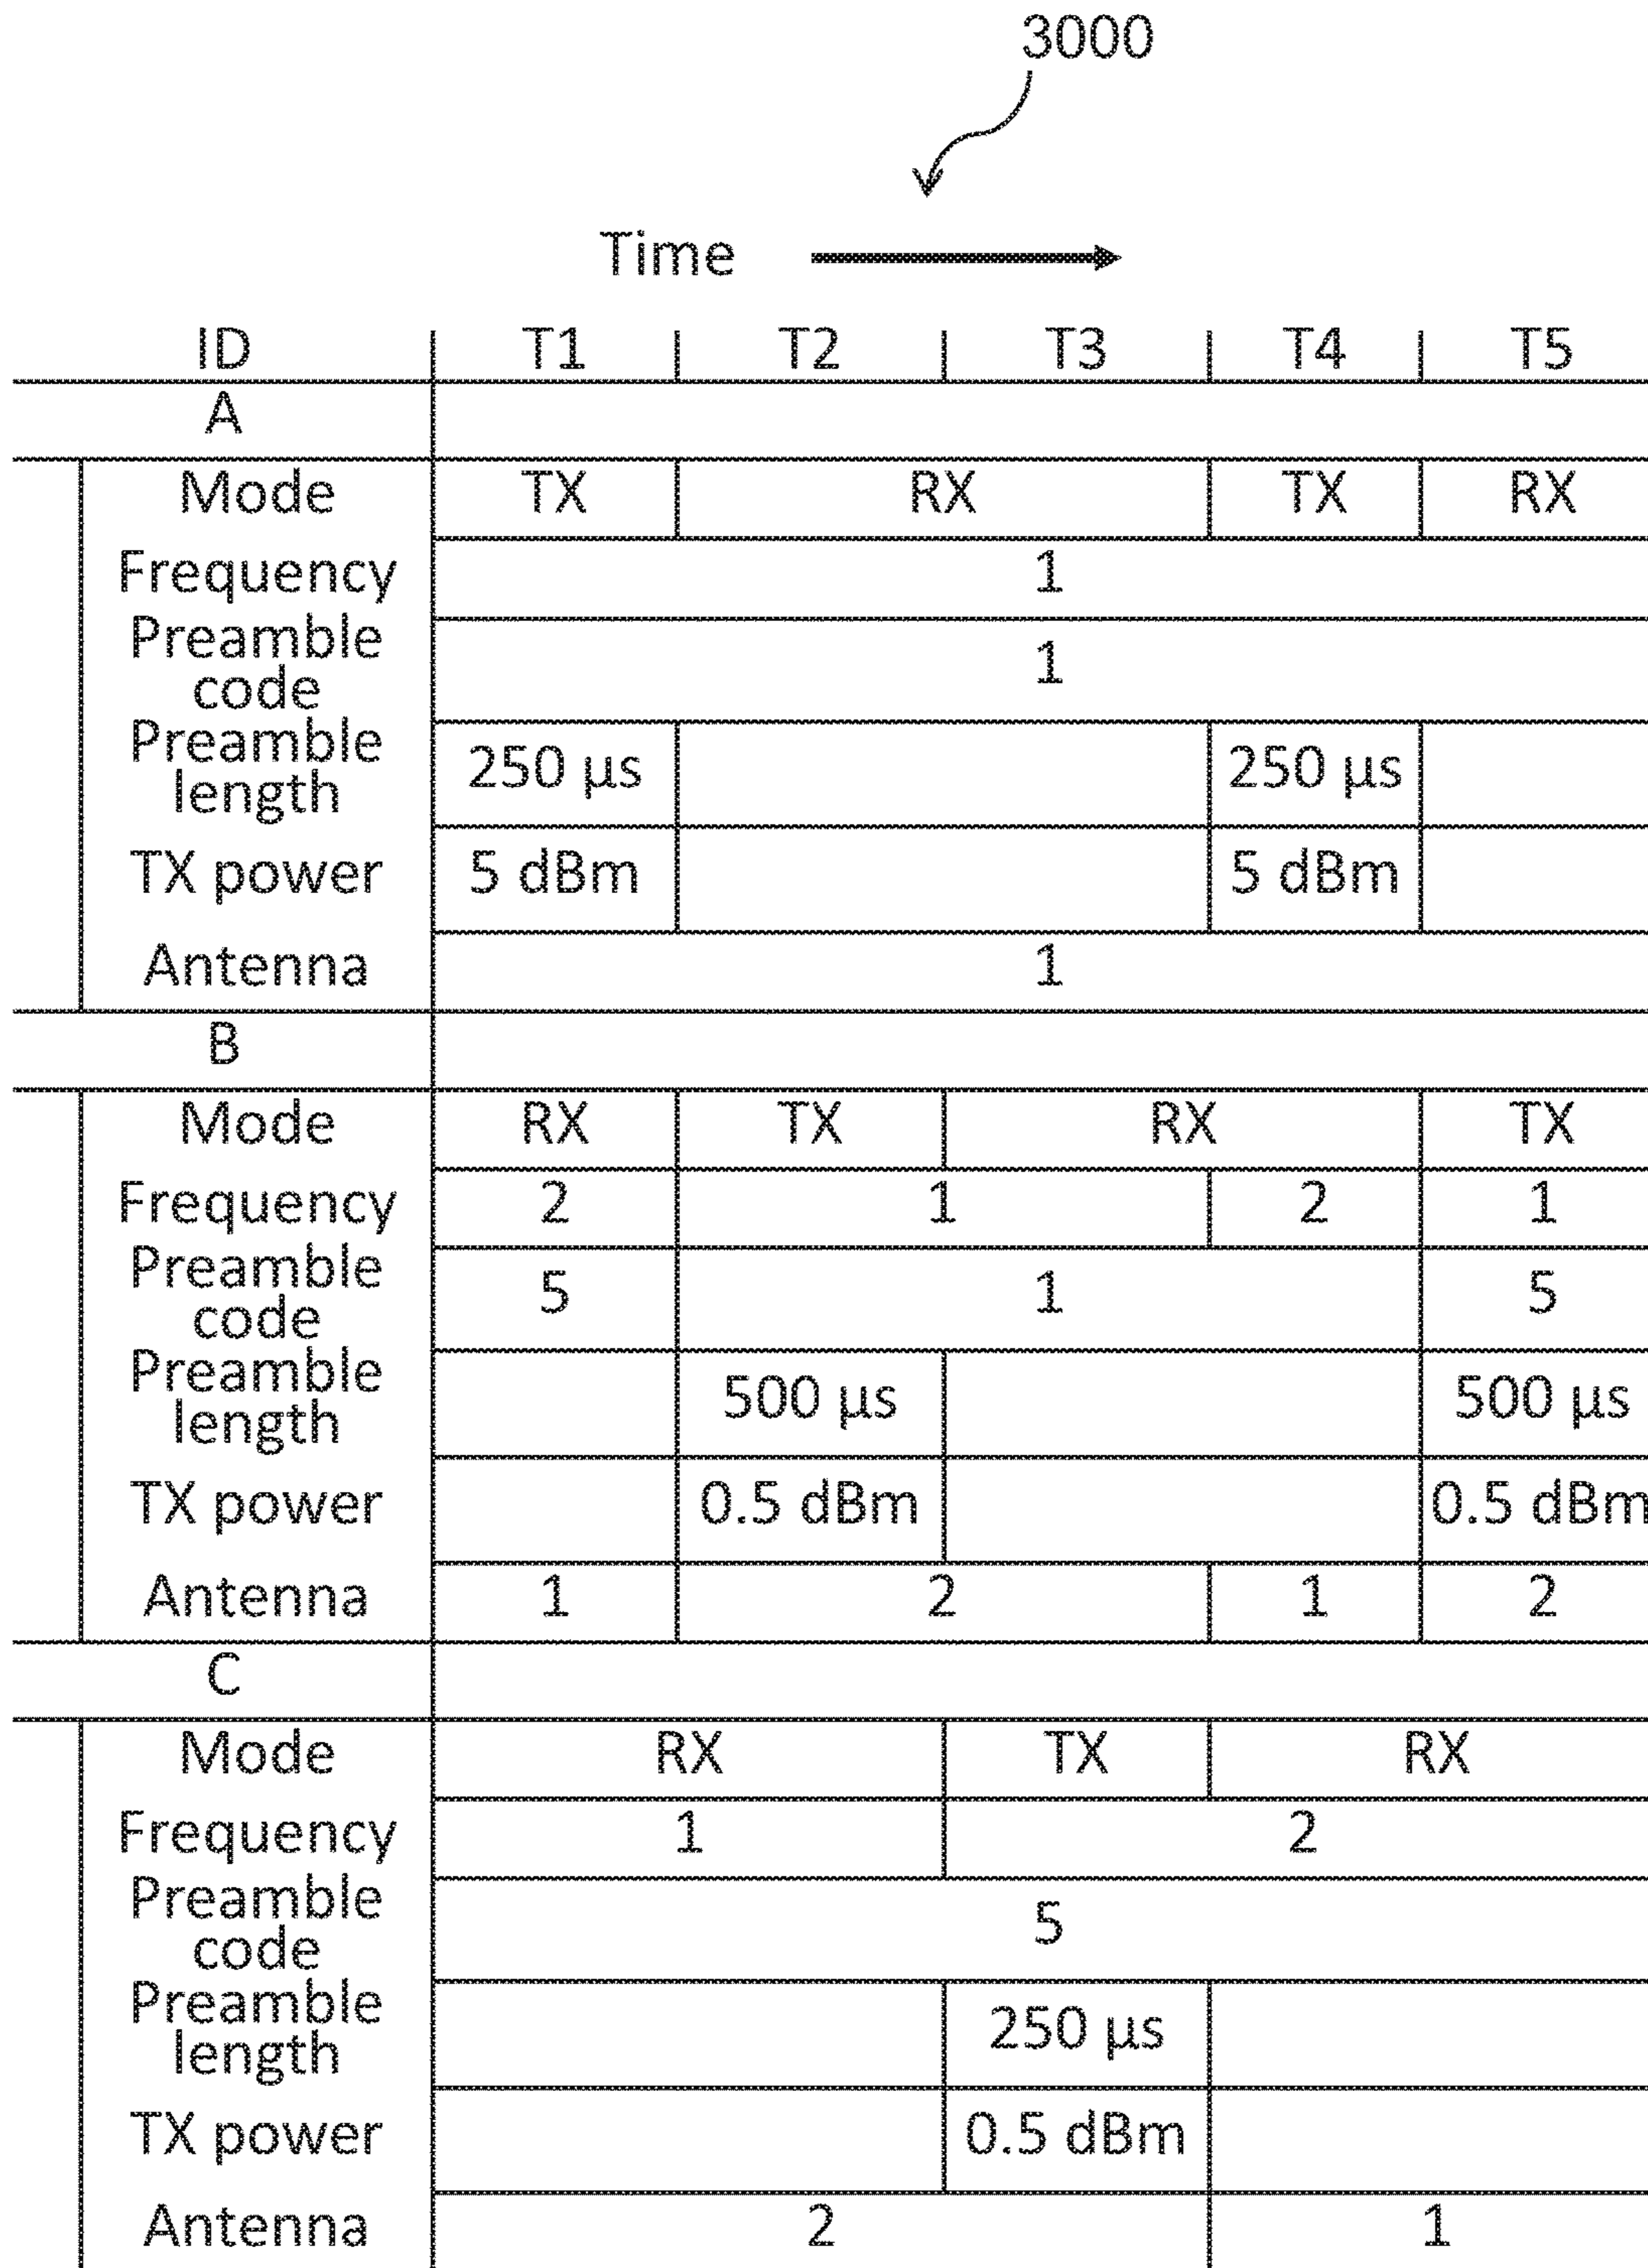 3000
Time
ID T1 T2 T3 T4 T5
A
Mode TX RX TX RX
Frequency 1
Preamble
code 1
Preamble
length 250 µs 250 µs
TX power 5 dBm 5 dBm
Antenna 1
B
Mode RX TX RX TX
Frequency 2 1 2 1
Preamble
code 5 1 5
Preamble
length 500 µs 500 µs
TX power 0.5 dBm 0.5 dBm
Antenna 1 2 1 2
C
Mode RX TX RX
Frequency 1 2
Preamble
code 5
Preamble
length 250 µs
TX power 0.5 dBm
Antenna 2 1